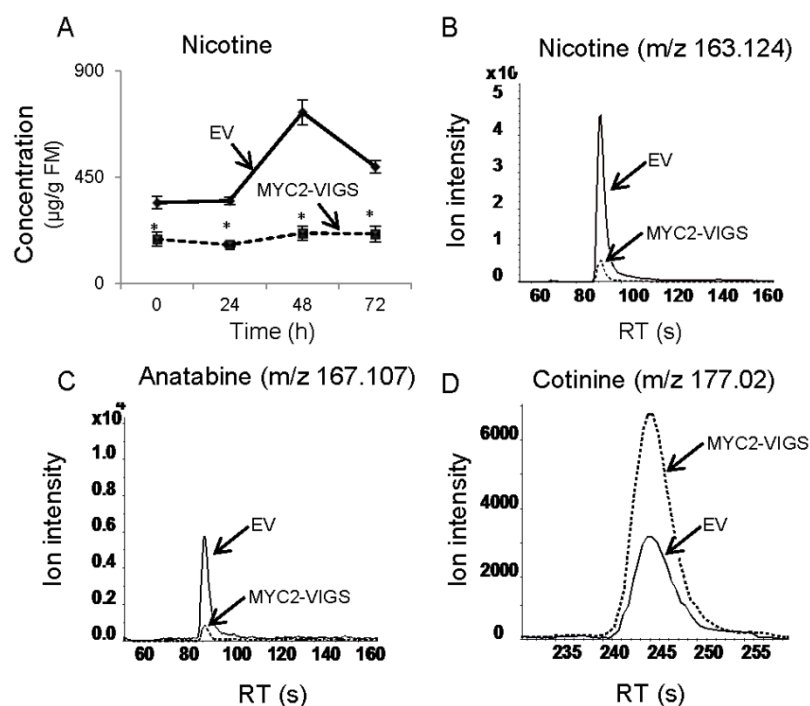 A
Nicotine
900
450
0
Concentration
(µg/g FM)
EV
MYC2-VIGS
*
*
*
*
0 24 48 72
Time (h)
B
Nicotine (m/z 163.124)
5
4
3
2
1
0
Ion intensity
EV
MYC2-VIGS
60 80 100 120 140 160
RT (s)
C
Anatabine (m/z 167.107)
1.0
0.8
0.6
0.4
0.2
0.0
Ion intensity
EV
MYC2-VIGS
60 80 100 120 140 160
RT (s)
D
Cotinine (m/z 177.02)
6000
4000
2000
0
Ion intensity
MYC2-VIGS
EV
235 240 245 250 255
RT (s)